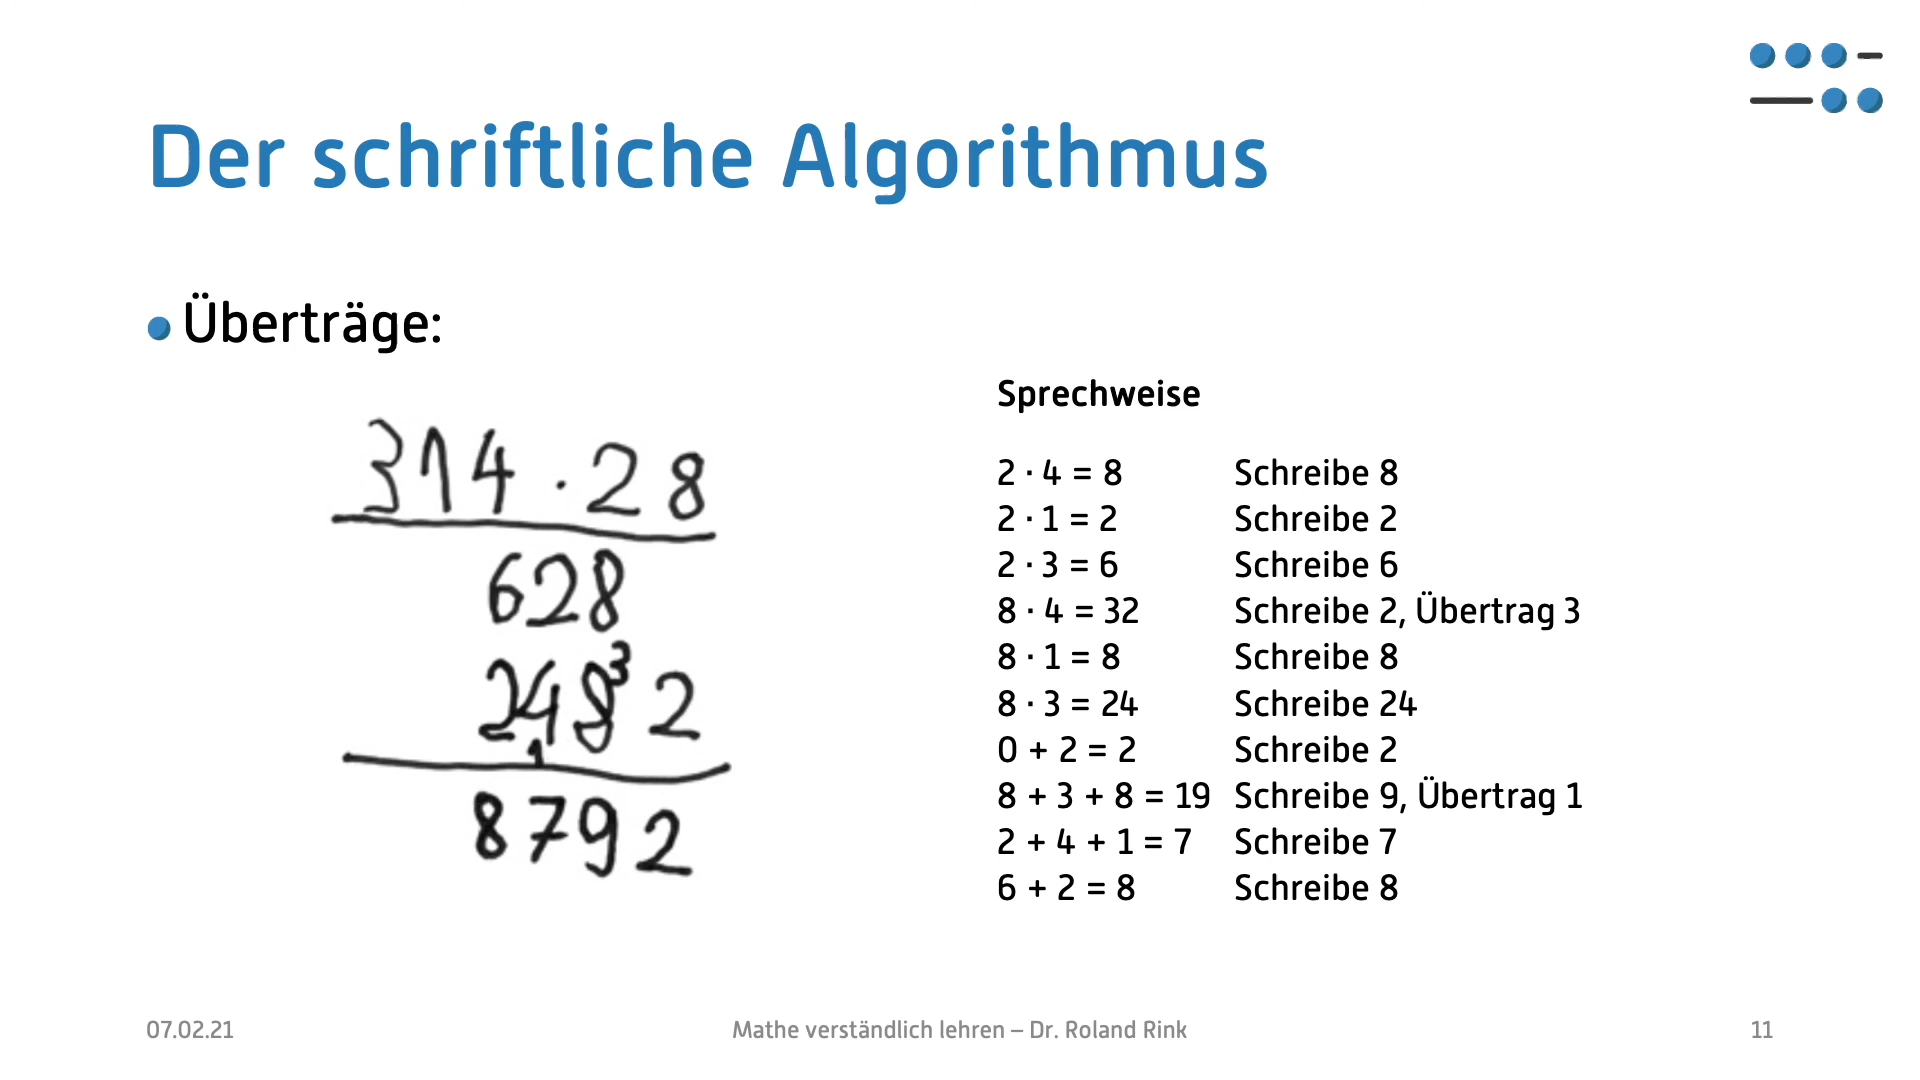 Der schriftliche Algorithmus
Überträge:
314 · 28
628
248³2
1
8792
Sprechweise
2 · 4 = 8 Schreibe 8
2 · 1 = 2 Schreibe 2
2 · 3 = 6 Schreibe 6
8 · 4 = 32 Schreibe 2, Übertrag 3
8 · 1 = 8 Schreibe 8
8 · 3 = 24 Schreibe 24
0 + 2 = 2 Schreibe 2
8 + 3 + 8 = 19 Schreibe 9, Übertrag 1
2 + 4 + 1 = 7 Schreibe 7
6 + 2 = 8 Schreibe 8
07.02.21 Mathe verständlich lehren – Dr. Roland Rink 11